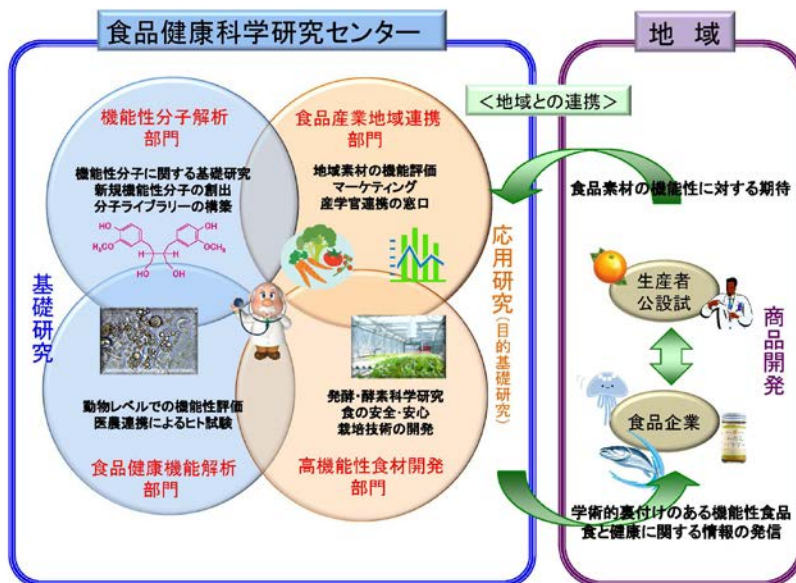 食品健康科学研究センター
地 域
機能性分子解析
部門
機能性分子に関する基礎研究
新規機能性分子の創出
分子ライブラリーの構築
HO
H₃CO
OH
OCH₃
H
H
OH
HO
食品産業地域連携
部門
地域素材の機能評価
マーケティング
産学官連携の窓口
基礎研究
動物レベルでの機能性評価
医農連携によるヒト試験
食品健康機能解析
部門
発酵・酵素科学研究
食の安全・安心
栽培技術の開発
高機能性食材開発
部門
応用研究(目的基礎研究)
<地域との連携>
食品素材の機能性に対する期待
生産者
公設試
食品企業
商品開発
学術的裏付けのある機能性食品
食と健康に関する情報の発信